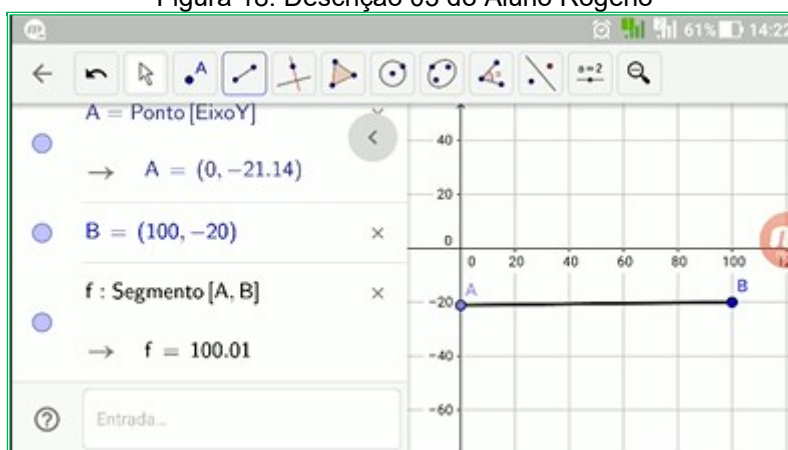 Figura 18: Descrição 05 do Aluno Rogério
61% 14:22
A
a=2
A = Ponto[EixoY]
→ A = (0, −21.14)
B = (100, −20)
f : Segmento [A, B]
→ f = 100.01
Entrada...
40
20
0
0 20 40 60 80 100
A B
−20
−40
−60